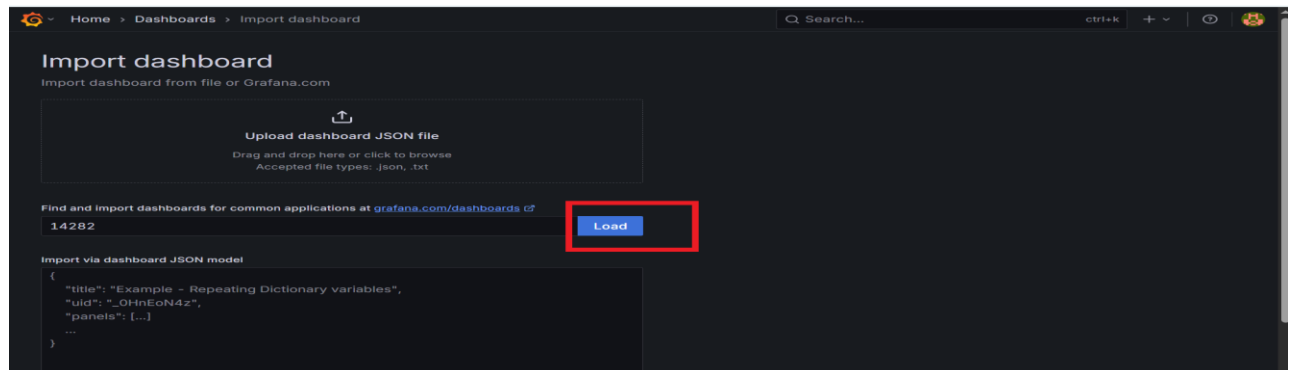 Home › Dashboards › Import dashboard
Search...
ctrl+k
Import dashboard
Import dashboard from file or Grafana.com
Upload dashboard JSON file
Drag and drop here or click to browse
Accepted file types: .json, .txt
Find and import dashboards for common applications at grafana.com/dashboards
14282
Load
Import via dashboard JSON model
{
"title": "Example - Repeating Dictionary variables",
"uid": "_0HnEoN4z",
"panels": [...]
...
}